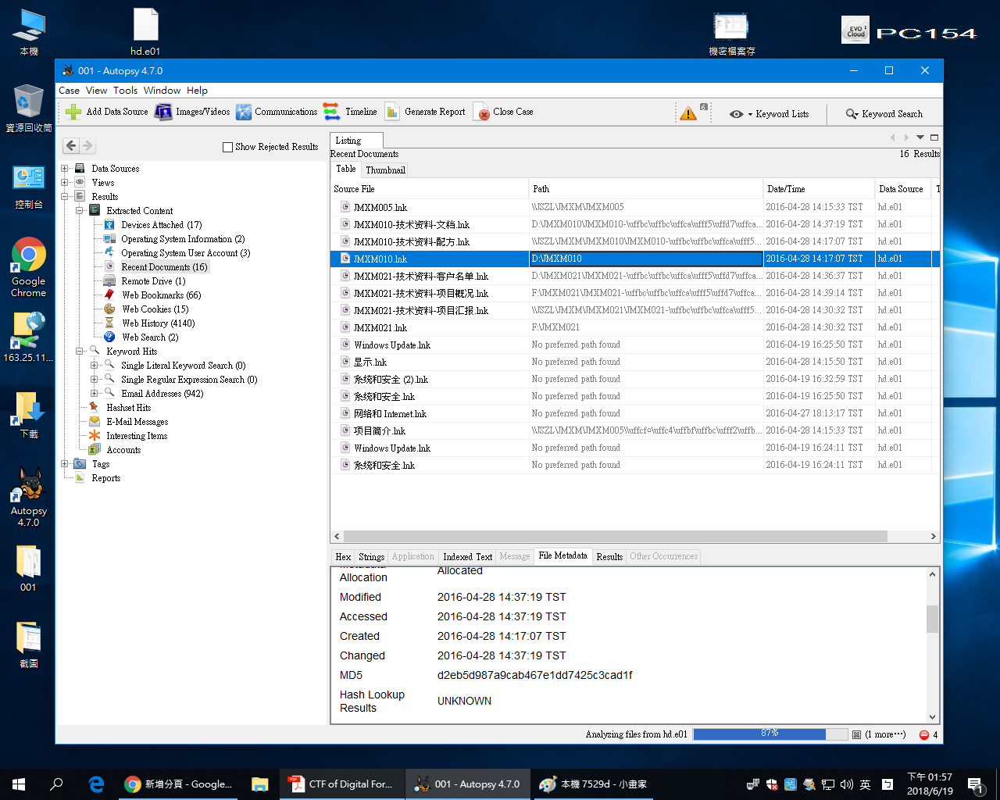 本機
hd.e01
機密檔案存
EVO
Cloud
PC154
資源回收筒
控制台
Google
Chrome
163.25.11...
下載
Autopsy
4.7.0
001
截圖
001 - Autopsy 4.7.0
Case View Tools Window Help
Add Data Source Images/Videos Communications Timeline Generate Report Close Case 6 Keyword Lists Keyword Search
Show Rejected Results
Data Sources
Views
Results
Extracted Content
Devices Attached (17)
Operating System Information (2)
Operating System User Account (3)
Recent Documents (16)
Remote Drive (1)
Web Bookmarks (66)
Web Cookies (15)
Web History (4140)
Web Search (2)
Keyword Hits
Single Literal Keyword Search (0)
Single Regular Expression Search (0)
Email Addresses (942)
Hashset Hits
E-Mail Messages
Interesting Items
Accounts
Tags
Reports
Listing
Recent Documents 16 Results
Table Thumbnail
Source File Path Date/Time Data Source T
JMXM005.lnk \\JSZL\JMXM\JMXM005 2016-04-28 14:15:33 TST hd.e01
JMXM010-技术资料-文档.lnk D:\JMXM010\JMXM010-\uffbc\uffbc\uffca\ufff5\uffd7\uffca... 2016-04-28 14:37:19 TST hd.e01
JMXM010-技术资料-配方.lnk \\JSZL\JMXM\JMXM010\JMXM010-\uffbc\uffbc\uffca\ufff5... 2016-04-28 14:17:07 TST hd.e01
JMXM010.lnk D:\JMXM010 2016-04-28 14:17:07 TST hd.e01
JMXM021-技术资料-客户名单.lnk D:\JMXM021\JMXM021-\uffbc\uffbc\uffca\ufff5\uffd7\uffca... 2016-04-28 14:36:37 TST hd.e01
JMXM021-技术资料-项目概况.lnk F:\JMXM021\JMXM021-\uffbc\uffbc\uffca\ufff5\uffd7\uffca... 2016-04-28 14:39:14 TST hd.e01
JMXM021-技术资料-项目汇报.lnk \\JSZL\JMXM\JMXM021\JMXM021-\uffbc\uffbc\uffca\ufff5... 2016-04-28 14:30:32 TST hd.e01
JMXM021.lnk F:\JMXM021 2016-04-28 14:30:32 TST hd.e01
Windows Update.lnk No preferred path found 2016-04-19 16:25:50 TST hd.e01
显示.lnk No preferred path found 2016-04-28 14:15:50 TST hd.e01
系统和安全 (2).lnk No preferred path found 2016-04-19 16:32:59 TST hd.e01
系统和安全.lnk No preferred path found 2016-04-19 16:25:50 TST hd.e01
网络和 Internet.lnk No preferred path found 2016-04-27 18:13:17 TST hd.e01
项目简介.lnk 2016-04-28 14:15:33 TST hd.e01
Windows Update.lnk No preferred path found 2016-04-19 16:24:11 TST hd.e01
系统和安全.lnk No preferred path found 2016-04-19 16:24:11 TST hd.e01
Hex Strings Application Indexed Text Message File Metadata Results Other Occurrences
Allocation Allocated
Modified 2016-04-28 14:37:19 TST
Accessed 2016-04-28 14:37:19 TST
Created 2016-04-28 14:17:07 TST
Changed 2016-04-28 14:37:19 TST
MD5 d2eb5d987a9cab467e1dd7425c3cad1f
Hash Lookup
Results UNKNOWN
Analyzing files from hd.e01 87% (1 more···) 4
新增分頁 - Google... CTF of Digital For... 001 - Autopsy 4.7.0 本機 7529d - 小畫家 英 下午 01:57
2018/6/19 1